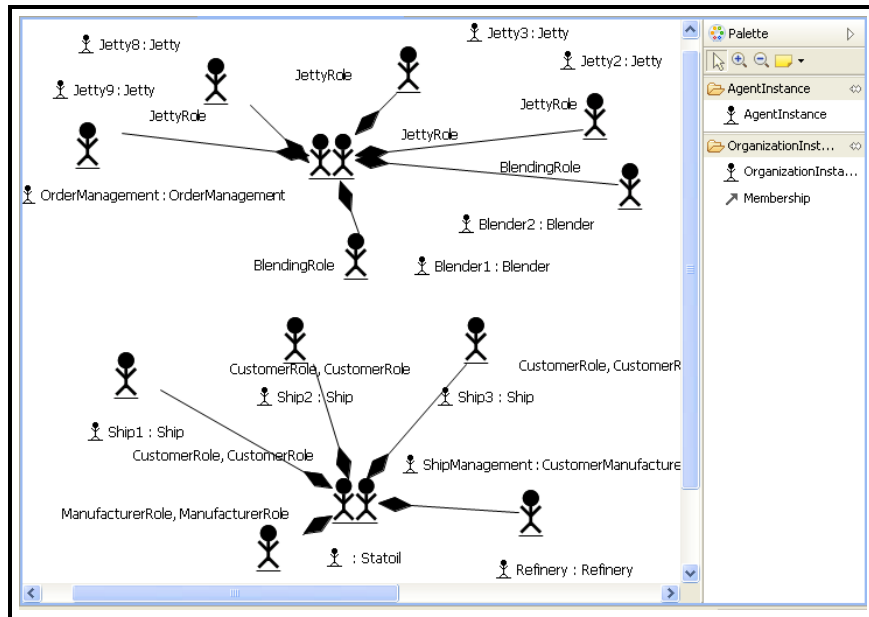 Jetty8 : Jetty
Jetty3 : Jetty
Jetty2 : Jetty
JettyRole
Jetty9 : Jetty
JettyRole
JettyRole
JettyRole
BlendingRole
OrderManagement : OrderManagement
Blender2 : Blender
BlendingRole
Blender1 : Blender
CustomerRole, CustomerRole
CustomerRole, CustomerR
Ship2 : Ship
Ship3 : Ship
Ship1 : Ship
CustomerRole, CustomerRole
ShipManagement : CustomerManufacture
ManufacturerRole, ManufacturerRole
: Statoil
Refinery : Refinery
Palette
AgentInstance
AgentInstance
OrganizationInst...
OrganizationInsta...
Membership